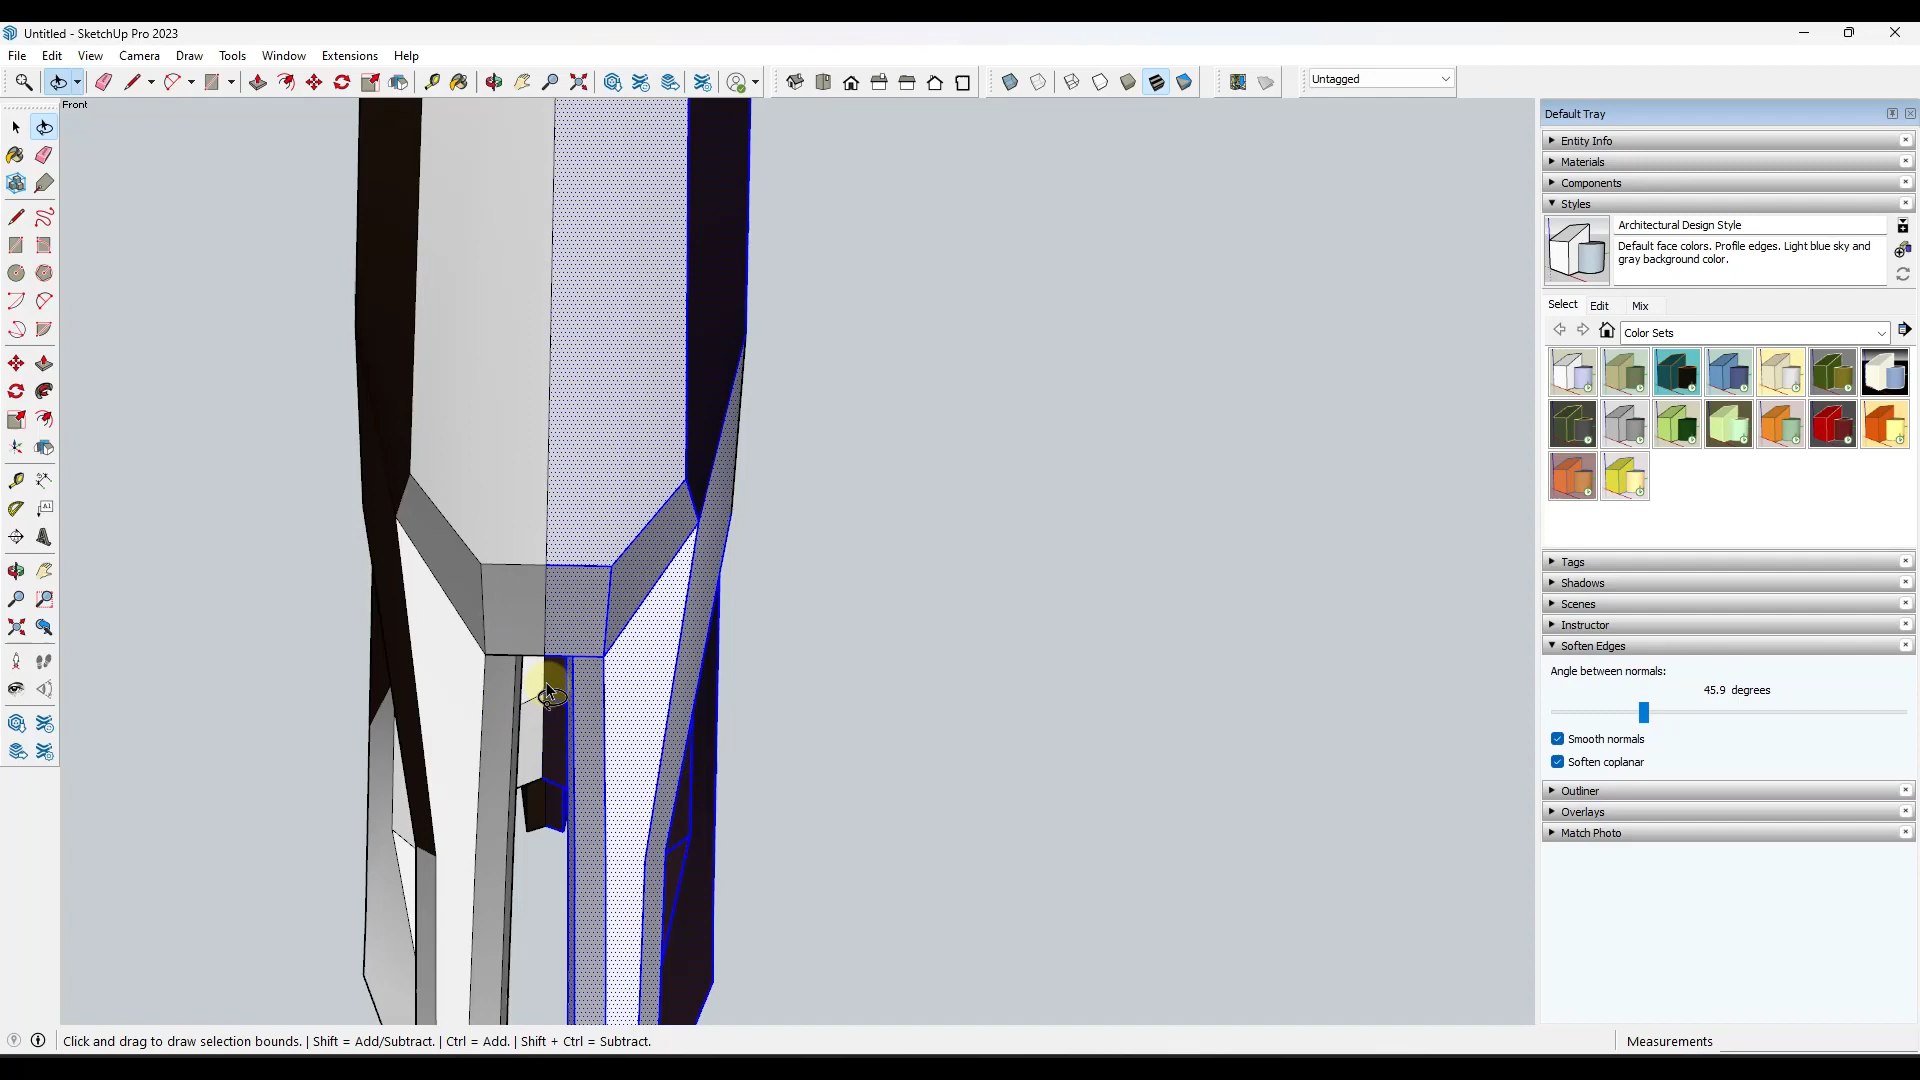 Untitled - SketchUp Pro 2023
File Edit View Camera Draw Tools Window Extensions Help
Untagged
Front
Default Tray
Entity Info
Materials
Components
Styles
Architectural Design Style
Default face colors. Profile edges. Light blue sky and
gray background color.
Select Edit Mix
Color Sets
Tags
Shadows
Scenes
Instructor
Soften Edges
Angle between normals:
45.9 degrees
Smooth normals
Soften coplanar
Outliner
Overlays
Match Photo
Click and drag to draw selection bounds. | Shift = Add/Subtract. | Ctrl = Add. | Shift + Ctrl = Subtract.
Measurements